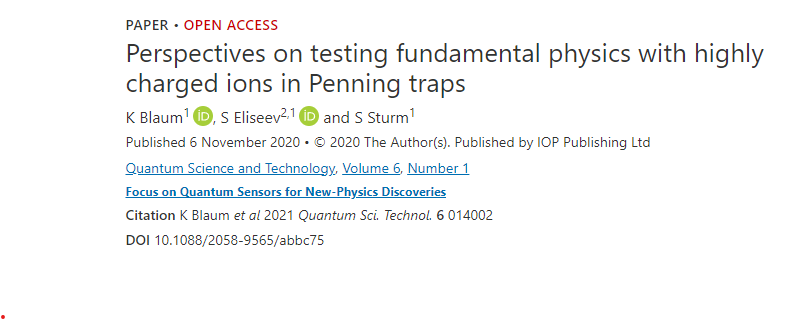 PAPER • OPEN ACCESS
Perspectives on testing fundamental physics with highly
charged ions in Penning traps
K Blaum1 iD, S Eliseev2,1 iD and S Sturm1
Published 6 November 2020 • © 2020 The Author(s). Published by IOP Publishing Ltd
Quantum Science and Technology, Volume 6, Number 1
Focus on Quantum Sensors for New-Physics Discoveries
Citation K Blaum et al 2021 Quantum Sci. Technol. 6 014002
DOI 10.1088/2058-9565/abbc75